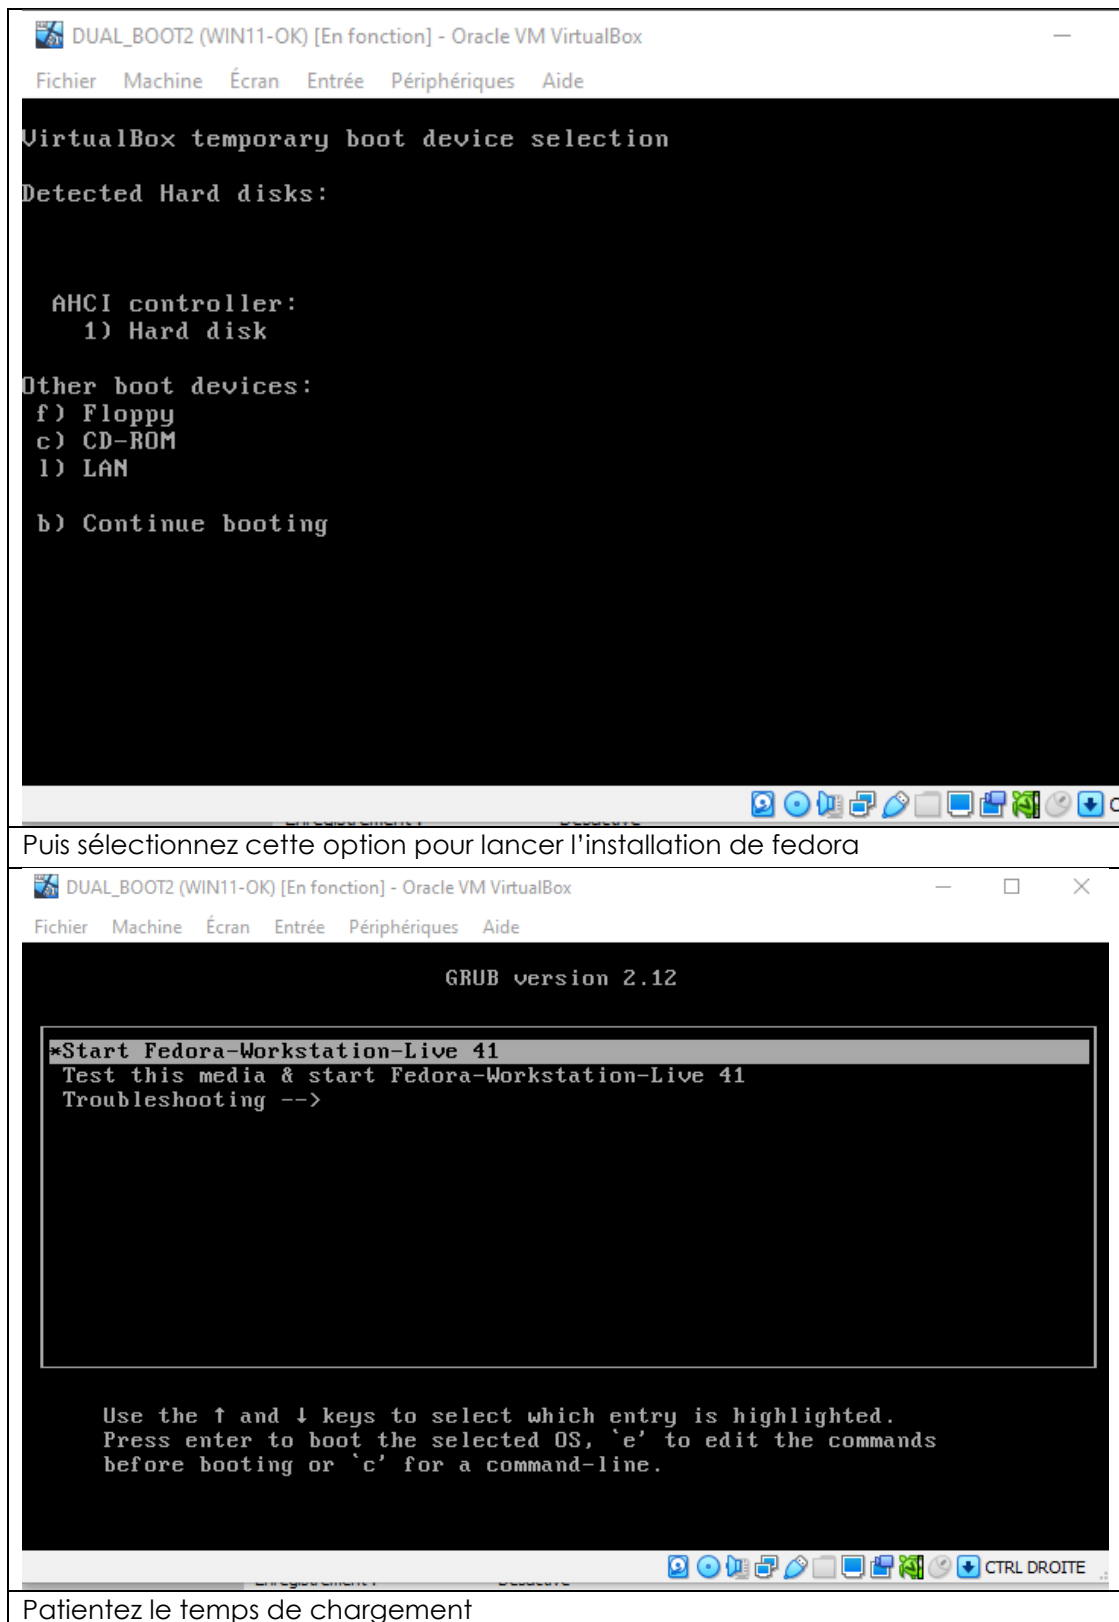 DUAL_BOOT2 (WIN11-OK) [En fonction] - Oracle VM VirtualBox
Fichier Machine Écran Entrée Périphériques Aide
VirtualBox temporary boot device selection
Detected Hard disks:
AHCI controller:
1) Hard disk
Other boot devices:
f) Floppy
c) CD-ROM
l) LAN
b) Continue booting
Puis sélectionnez cette option pour lancer l’installation de fedora
DUAL_BOOT2 (WIN11-OK) [En fonction] - Oracle VM VirtualBox
Fichier Machine Écran Entrée Périphériques Aide
GRUB version 2.12
*Start Fedora-Workstation-Live 41
Test this media & start Fedora-Workstation-Live 41
Troubleshooting -->
Use the ↑ and ↓ keys to select which entry is highlighted.
Press enter to boot the selected OS, `e' to edit the commands
before booting or `c' for a command-line.
CTRL DROITE
Patientez le temps de chargement